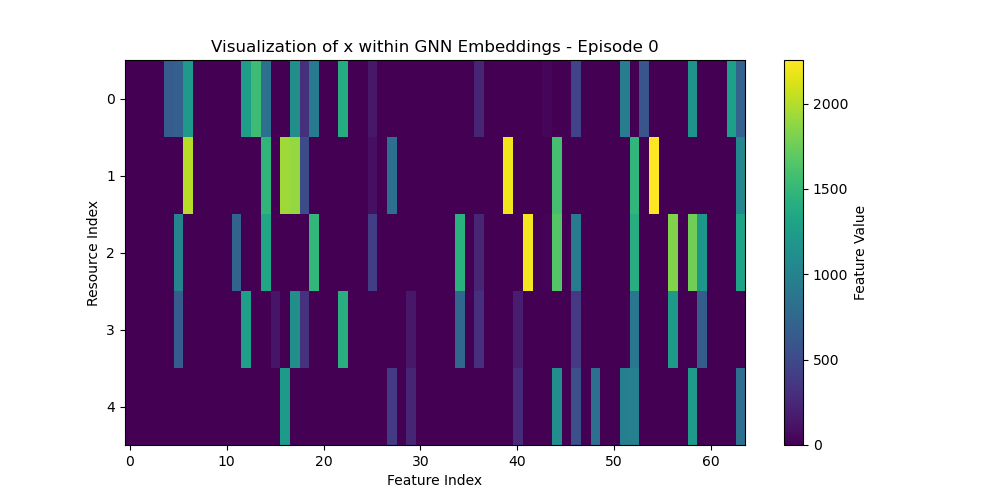 Visualization of x within GNN Embeddings - Episode 0
Resource Index
0
1
2
3
4
0 10 20 30 40 50 60
Feature Index
2000
1500
1000
500
0
Feature Value